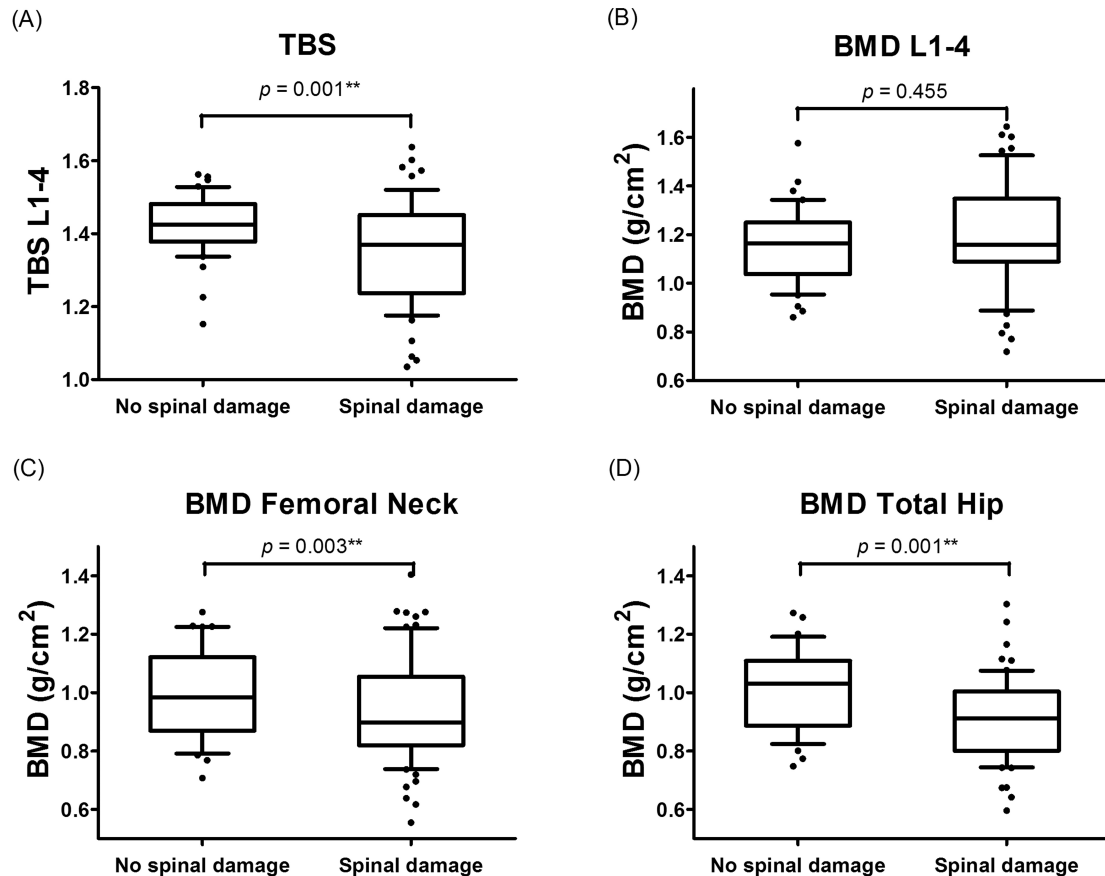 (A)
TBS
p = 0.001**
TBS L1-4
1.8
1.6
1.4
1.2
1.0
No spinal damage Spinal damage
(B)
BMD L1-4
p = 0.455
BMD (g/cm²)
1.6
1.4
1.2
1.0
0.8
0.6
No spinal damage Spinal damage
(C)
BMD Femoral Neck
p = 0.003**
BMD (g/cm²)
1.4
1.2
1.0
0.8
0.6
No spinal damage Spinal damage
(D)
BMD Total Hip
p = 0.001**
BMD (g/cm²)
1.4
1.2
1.0
0.8
0.6
No spinal damage Spinal damage